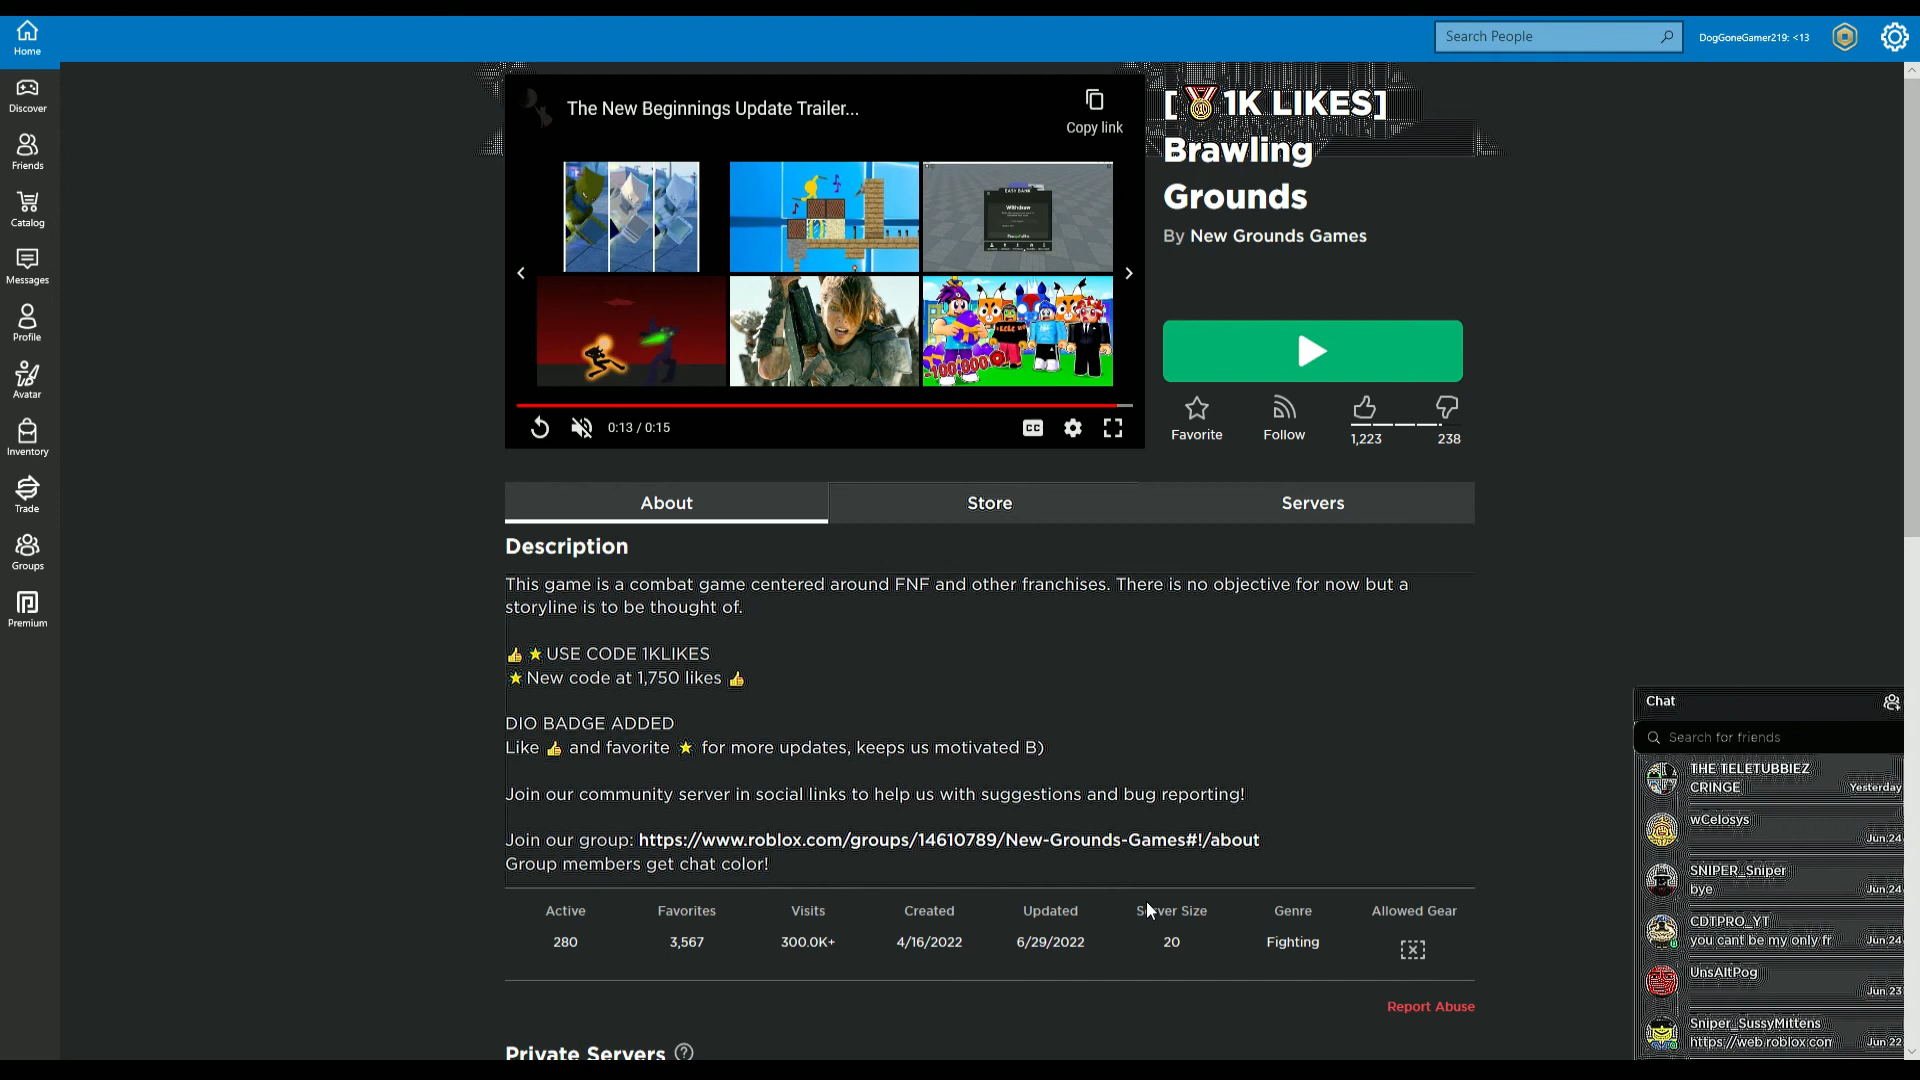 Home
Search People
DogGoneGamer219: <13
Discover
Friends
Catalog
Messages
Profile
Avatar
Inventory
Trade
Groups
Premium
The New Beginnings Update Trailer...
Copy link
EASY BANK
Withdraw
-100,000
0:13 / 0:15
CC
[🏅1K LIKES]
Brawling
Grounds
By New Grounds Games
Favorite
Follow
1,223
238
About
Store
Servers
Description
This game is a combat game centered around FNF and other franchises. There is no objective for now but a
storyline is to be thought of.
👍⭐USE CODE 1KLIKES
⭐New code at 1,750 likes 👍
DIO BADGE ADDED
Like 👍 and favorite ⭐ for more updates, keeps us motivated B)
Join our community server in social links to help us with suggestions and bug reporting!
Join our group: https://www.roblox.com/groups/14610789/New-Grounds-Games#!/about
Group members get chat color!
Active Favorites Visits Created Updated Server Size Genre Allowed Gear
280 3,567 300.0K+ 4/16/2022 6/29/2022 20 Fighting
Report Abuse
Private Servers
Chat
Search for friends
THE TELETUBBIEZ
CRINGE Yesterday
wCelosys
Jun 24
SNIPER_Sniper
bye Jun 24
CDTPRO_YT
you cant be my only fr Jun 24
UnsAltPog
Jun 23
Sniper_SussyMittens
https://web.roblox.con Jun 22